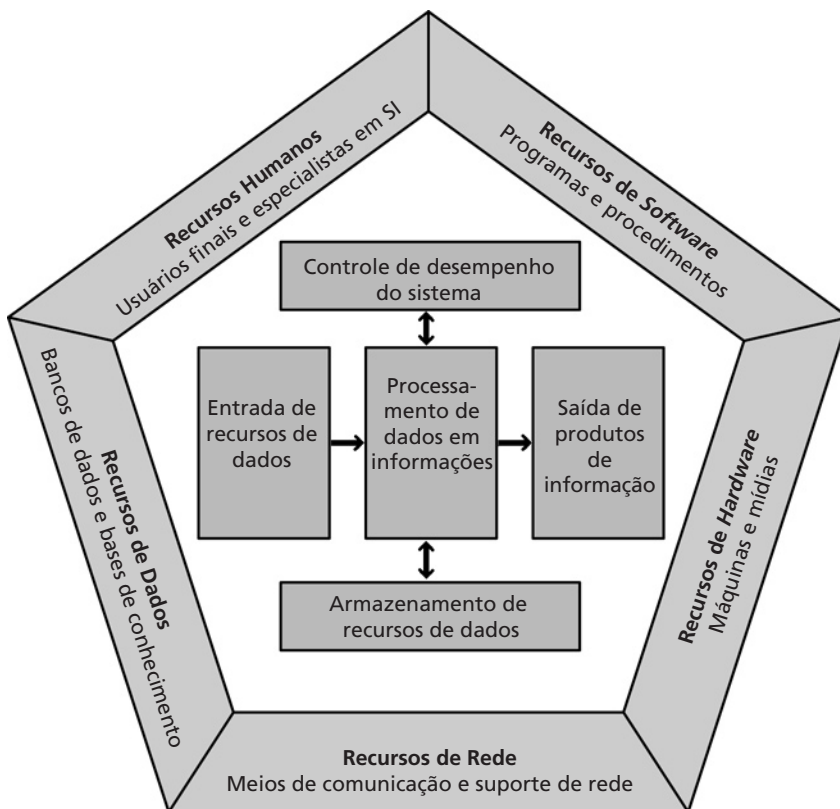 Recursos Humanos
Usuários finais e especialistas em SI
Recursos de Software
Programas e procedimentos
Controle de desempenho
do sistema
Entrada de
recursos de
dados
Processa-
mento de
dados em
informações
Saída de
produtos
de
informação
Armazenamento de
recursos de dados
Recursos de Dados
Bancos de dados e bases de conhecimento
Recursos de Hardware
Máquinas e mídias
Recursos de Rede
Meios de comunicação e suporte de rede